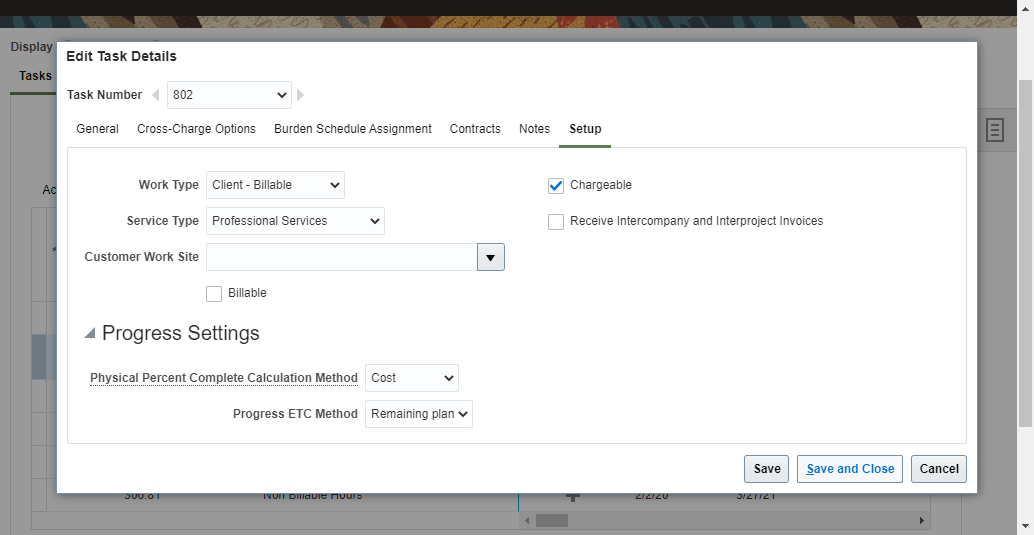 Display
Edit Task Details
Tasks
Task Number 802
General Cross-Charge Options Burden Schedule Assignment Contracts Notes Setup
Work Type Client - Billable Chargeable
Service Type Professional Services Receive Intercompany and Interproject Invoices
Customer Work Site
Billable
Progress Settings
Physical Percent Complete Calculation Method Cost
Progress ETC Method Remaining plan
Save Save and Close Cancel
306.81 Non Billable Hours 2/2/20 3/27/21